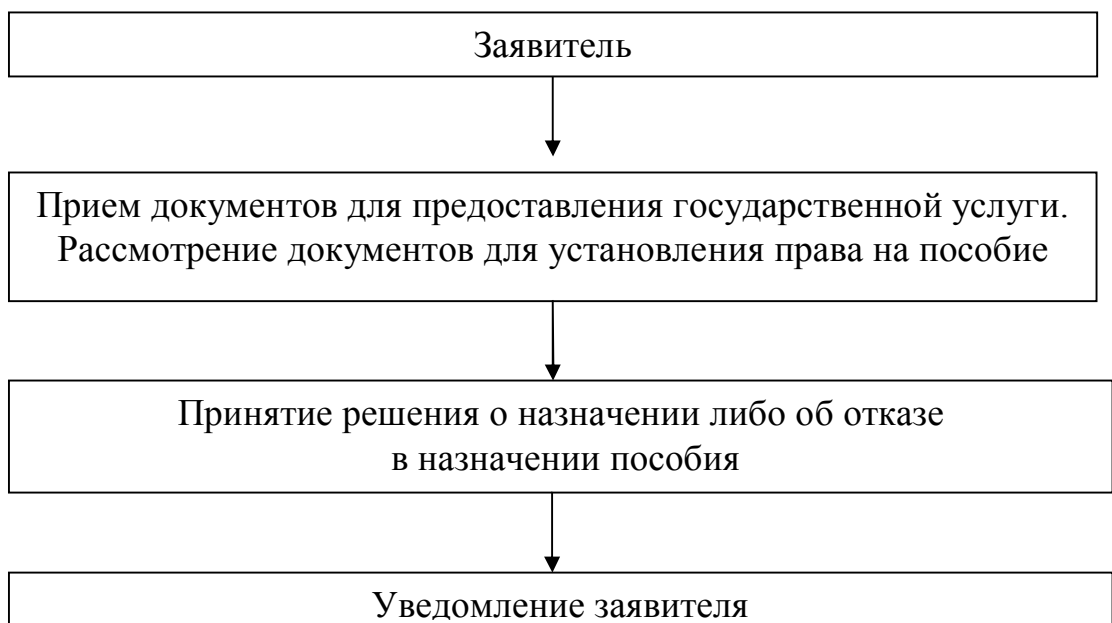 Заявитель
Прием документов для предоставления государственной услуги.
Рассмотрение документов для установления права на пособие
Принятие решения о назначении либо об отказе
в назначении пособия
Уведомление заявителя